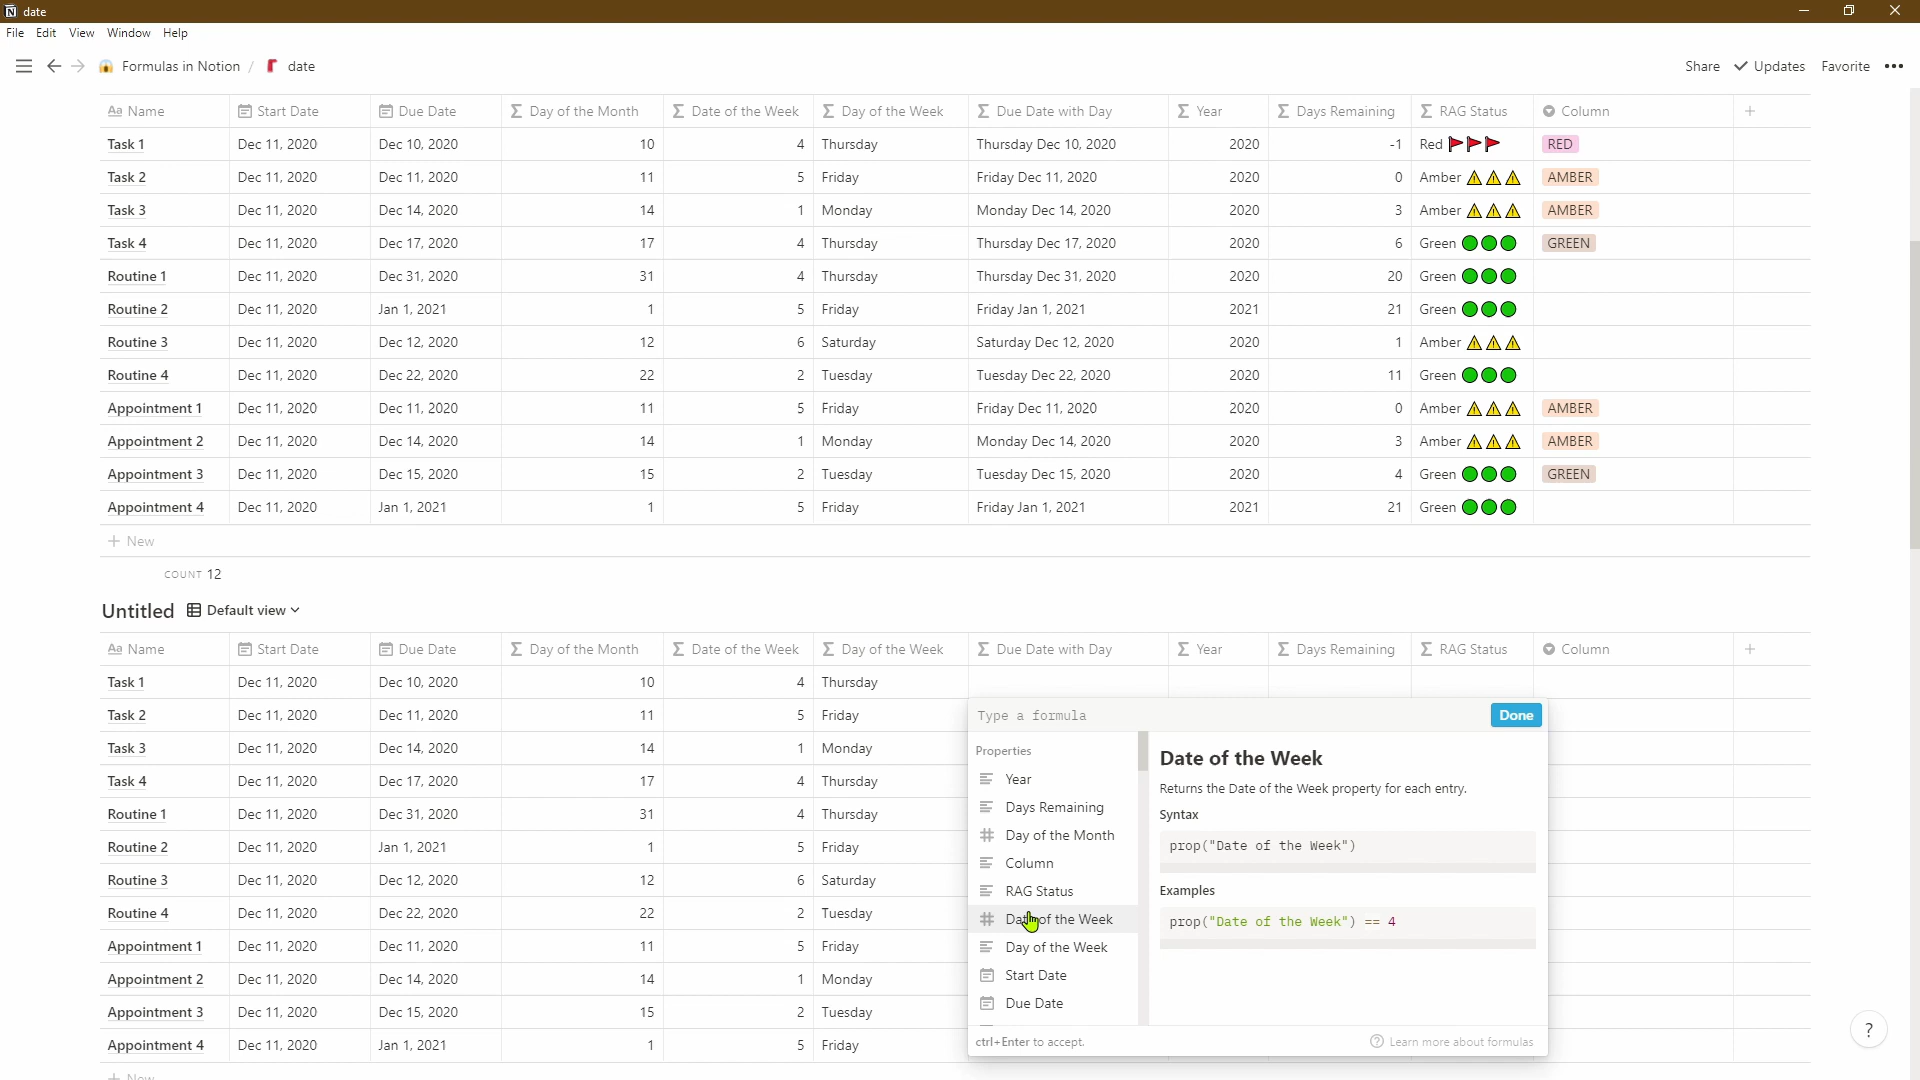 date
File Edit View Window Help
Formulas in Notion / date Share Updates Favorite
Aa Name Start Date Due Date Σ Day of the Month Σ Date of the Week Σ Day of the Week Σ Due Date with Day Σ Year Σ Days Remaining Σ RAG Status Column +
Task 1 Dec 11, 2020 Dec 10, 2020 10 4 Thursday Thursday Dec 10, 2020 2020 -1 Red RED
Task 2 Dec 11, 2020 Dec 11, 2020 11 5 Friday Friday Dec 11, 2020 2020 0 Amber AMBER
Task 3 Dec 11, 2020 Dec 14, 2020 14 1 Monday Monday Dec 14, 2020 2020 3 Amber AMBER
Task 4 Dec 11, 2020 Dec 17, 2020 17 4 Thursday Thursday Dec 17, 2020 2020 6 Green GREEN
Routine 1 Dec 11, 2020 Dec 31, 2020 31 4 Thursday Thursday Dec 31, 2020 2020 20 Green
Routine 2 Dec 11, 2020 Jan 1, 2021 1 5 Friday Friday Jan 1, 2021 2021 21 Green
Routine 3 Dec 11, 2020 Dec 12, 2020 12 6 Saturday Saturday Dec 12, 2020 2020 1 Amber
Routine 4 Dec 11, 2020 Dec 22, 2020 22 2 Tuesday Tuesday Dec 22, 2020 2020 11 Green
Appointment 1 Dec 11, 2020 Dec 11, 2020 11 5 Friday Friday Dec 11, 2020 2020 0 Amber AMBER
Appointment 2 Dec 11, 2020 Dec 14, 2020 14 1 Monday Monday Dec 14, 2020 2020 3 Amber AMBER
Appointment 3 Dec 11, 2020 Dec 15, 2020 15 2 Tuesday Tuesday Dec 15, 2020 2020 4 Green GREEN
Appointment 4 Dec 11, 2020 Jan 1, 2021 1 5 Friday Friday Jan 1, 2021 2021 21 Green
+ New
COUNT 12
Untitled Default view
Aa Name Start Date Due Date Σ Day of the Month Σ Date of the Week Σ Day of the Week Σ Due Date with Day Σ Year Σ Days Remaining Σ RAG Status Column +
Task 1 Dec 11, 2020 Dec 10, 2020 10 4 Thursday
Task 2 Dec 11, 2020 Dec 11, 2020 11 5 Friday
Task 3 Dec 11, 2020 Dec 14, 2020 14 1 Monday
Task 4 Dec 11, 2020 Dec 17, 2020 17 4 Thursday
Routine 1 Dec 11, 2020 Dec 31, 2020 31 4 Thursday
Routine 2 Dec 11, 2020 Jan 1, 2021 1 5 Friday
Routine 3 Dec 11, 2020 Dec 12, 2020 12 6 Saturday
Routine 4 Dec 11, 2020 Dec 22, 2020 22 2 Tuesday
Appointment 1 Dec 11, 2020 Dec 11, 2020 11 5 Friday
Appointment 2 Dec 11, 2020 Dec 14, 2020 14 1 Monday
Appointment 3 Dec 11, 2020 Dec 15, 2020 15 2 Tuesday
Appointment 4 Dec 11, 2020 Jan 1, 2021 1 5 Friday
+ New
Type a formula Done
Properties
Year
Days Remaining
Day of the Month
Column
RAG Status
Date of the Week
Day of the Week
Start Date
Due Date
Date of the Week
Returns the Date of the Week property for each entry.
Syntax
prop("Date of the Week")
Examples
prop("Date of the Week") == 4
ctrl+Enter to accept. ? Learn more about formulas
?